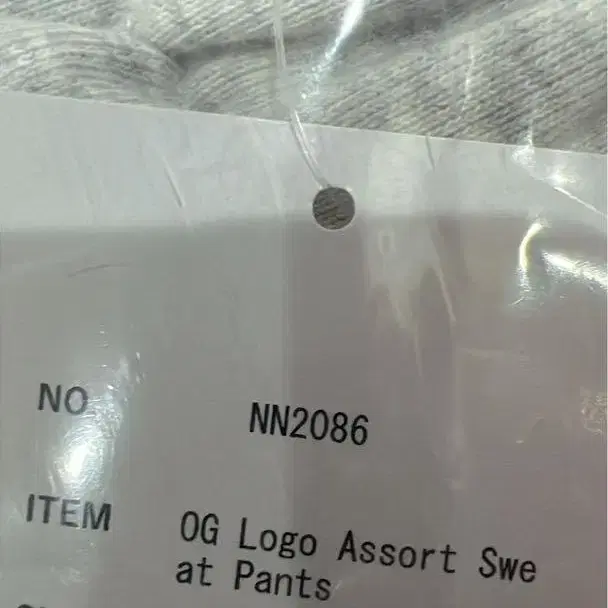 NO NN2086
ITEM OG Logo Assort Swe
at Pants